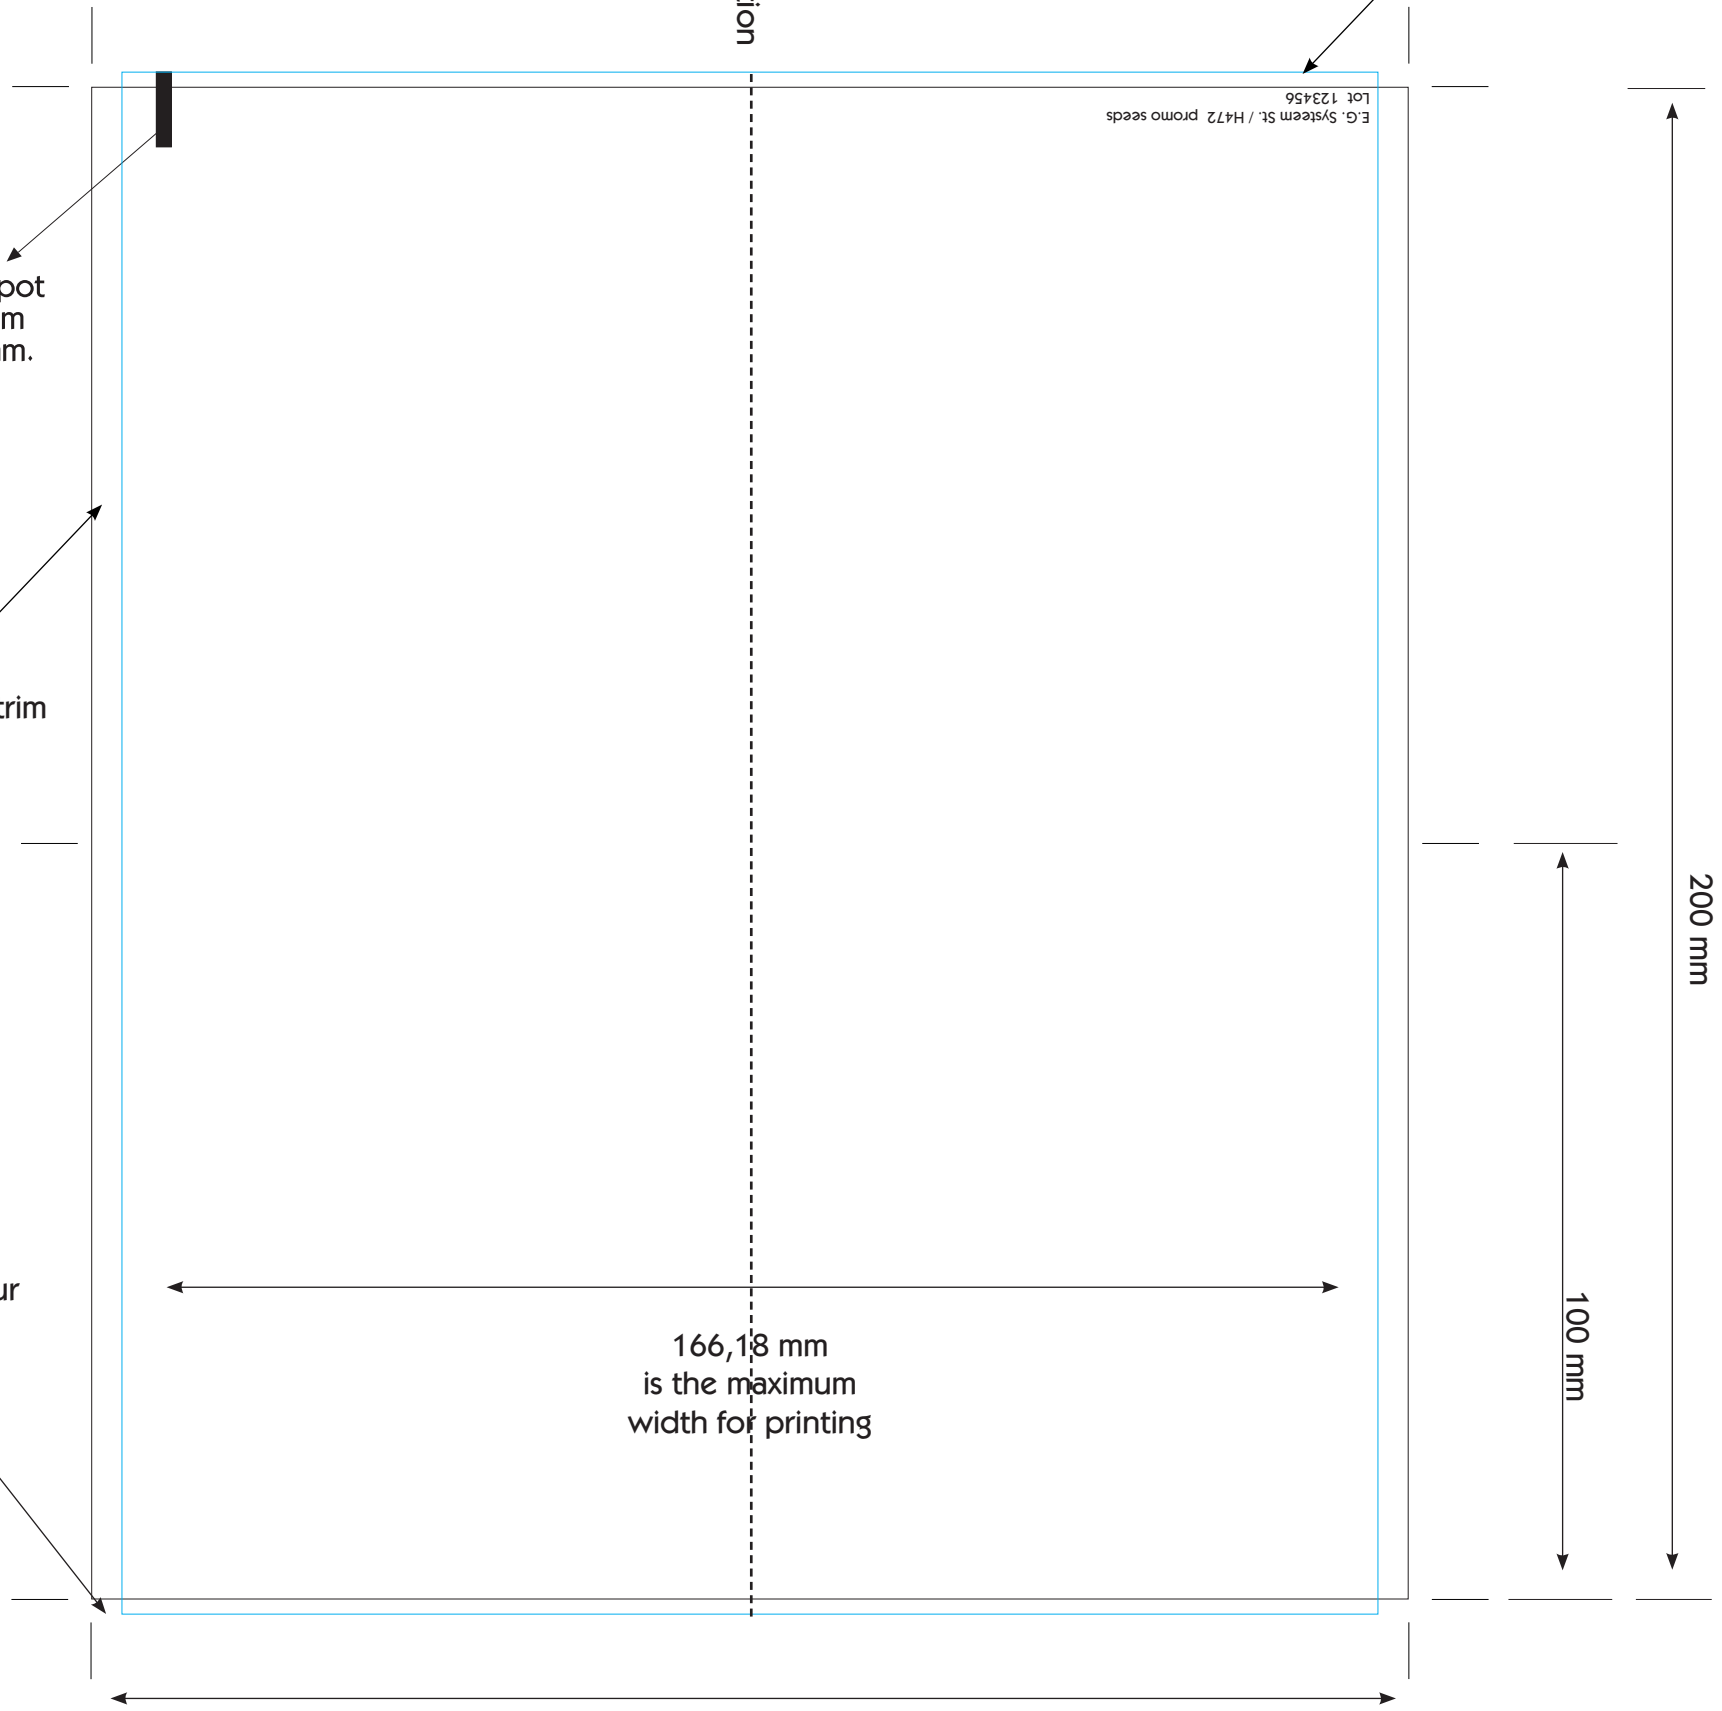 ion
E.G. Systeem St. / H472 promo seeds
Lot 123456
pot
m
m.
trim
200 mm
ur
100 mm
166,18 mm
is the maximum
width for printing